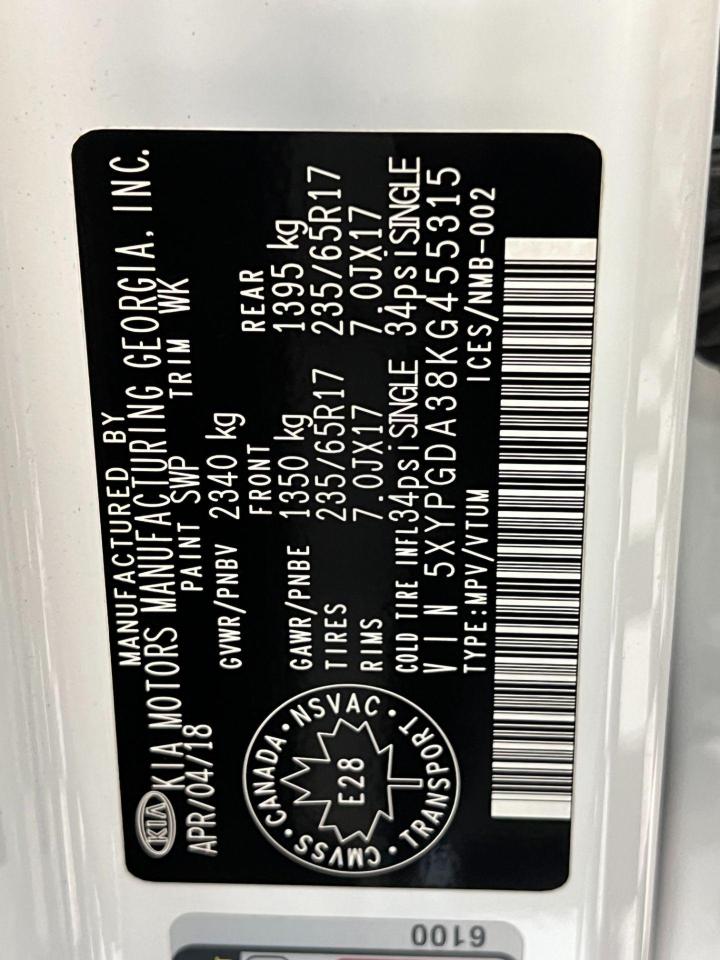 MANUFACTURED BY
KIA KIA MOTORS MANUFACTURING GEORGIA, INC.
APR/04/18 PAINT SWP TRIM WK
GVWR/PNBV 2340 kg
FRONT REAR
GAWR/PNBE 1350 kg 1395 kg
TIRES 235/65R17 235/65R17
RIMS 7.0JX17 7.0JX17
COLD TIRE INFL34psiSINGLE 34psiSINGLE
VIN 5XYPGDA38KG455315
TYPE:MPV/VTUM ICES/NMB-002
CANADA · NSVAC · TRANSPORT · CMVSS ·
E28
6100